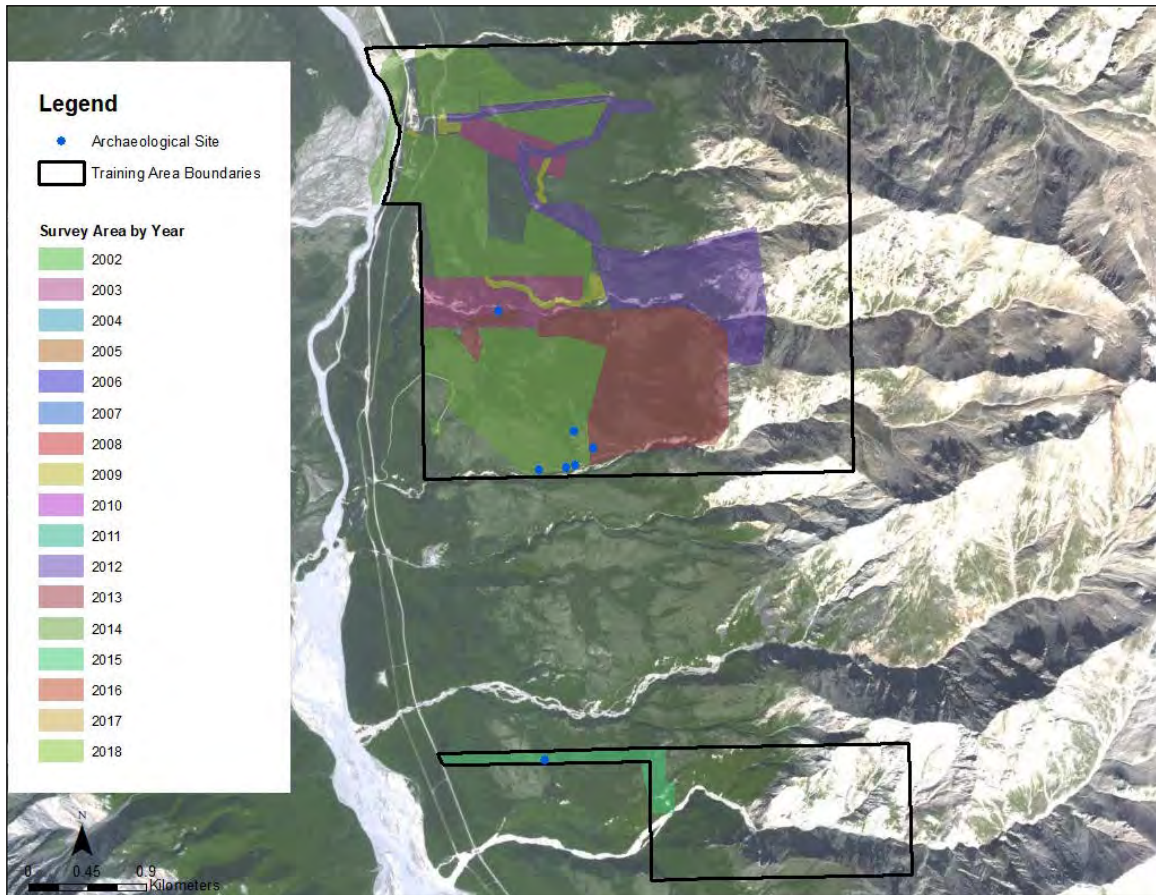 Legend
Archaeological Site
Training Area Boundaries
Survey Area by Year
2002
2003
2004
2005
2006
2007
2008
2009
2010
2011
2012
2013
2014
2015
2016
2017
2018
N
0 0.45 0.9
Kilometers